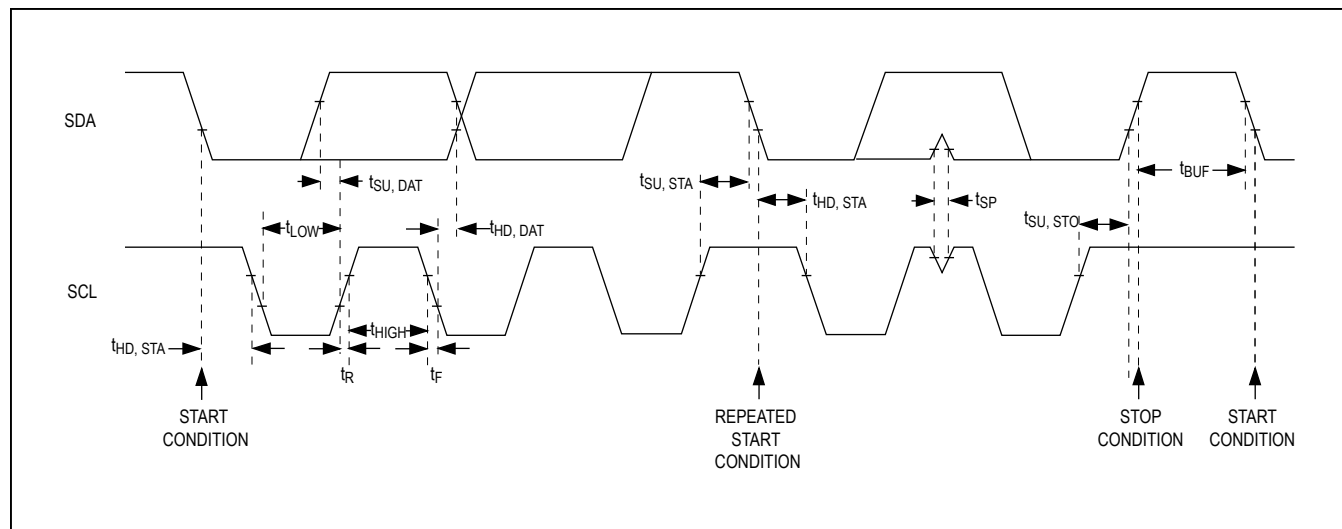 SDA
tSU, DAT
tSU, STA
tBUF
tHD, STA
tSP
tLOW
tHD, DAT
tSU, STO
SCL
tHIGH
tHD, STA
tR
tF
START
CONDITION
REPEATED
START
CONDITION
STOP
CONDITION
START
CONDITION